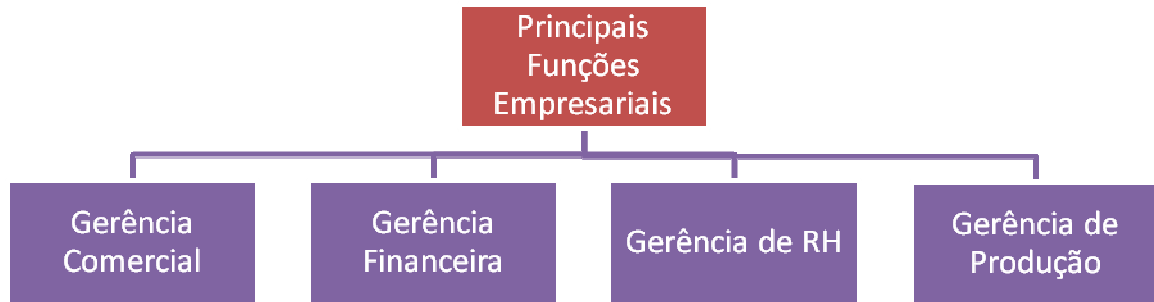 Principais
Funções
Empresariais
Gerência
Comercial
Gerência
Financeira
Gerência de RH
Gerência de
Produção